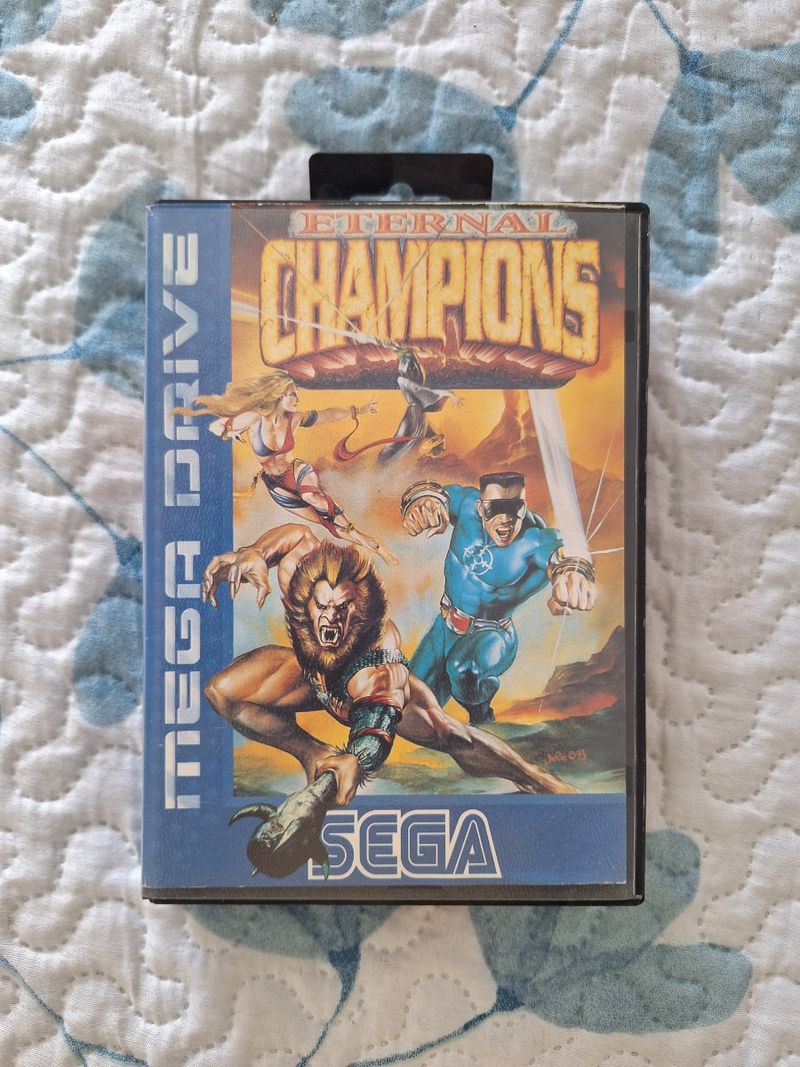 ETERNAL
CHAMPIONS
MEGA DRIVE
SEGA